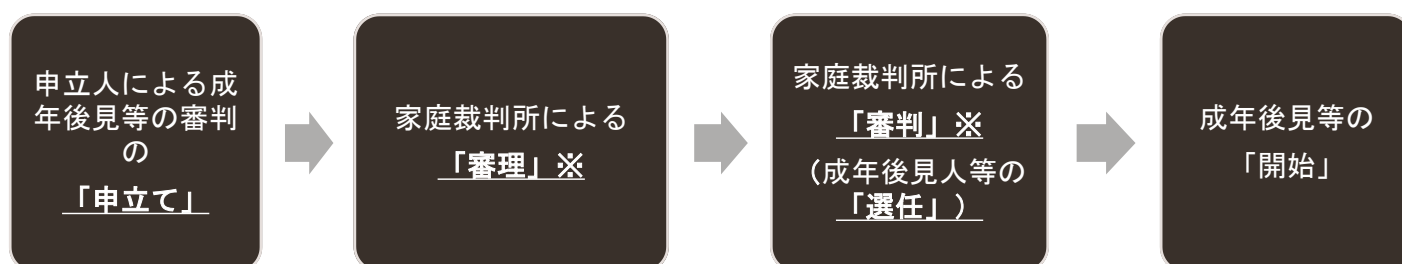 申立人による成
年後見等の審判
の
「申立て」
家庭裁判所による
「審理」※
家庭裁判所による
「審判」※
（成年後見人等の
「選任」）
成年後見等の
「開始」